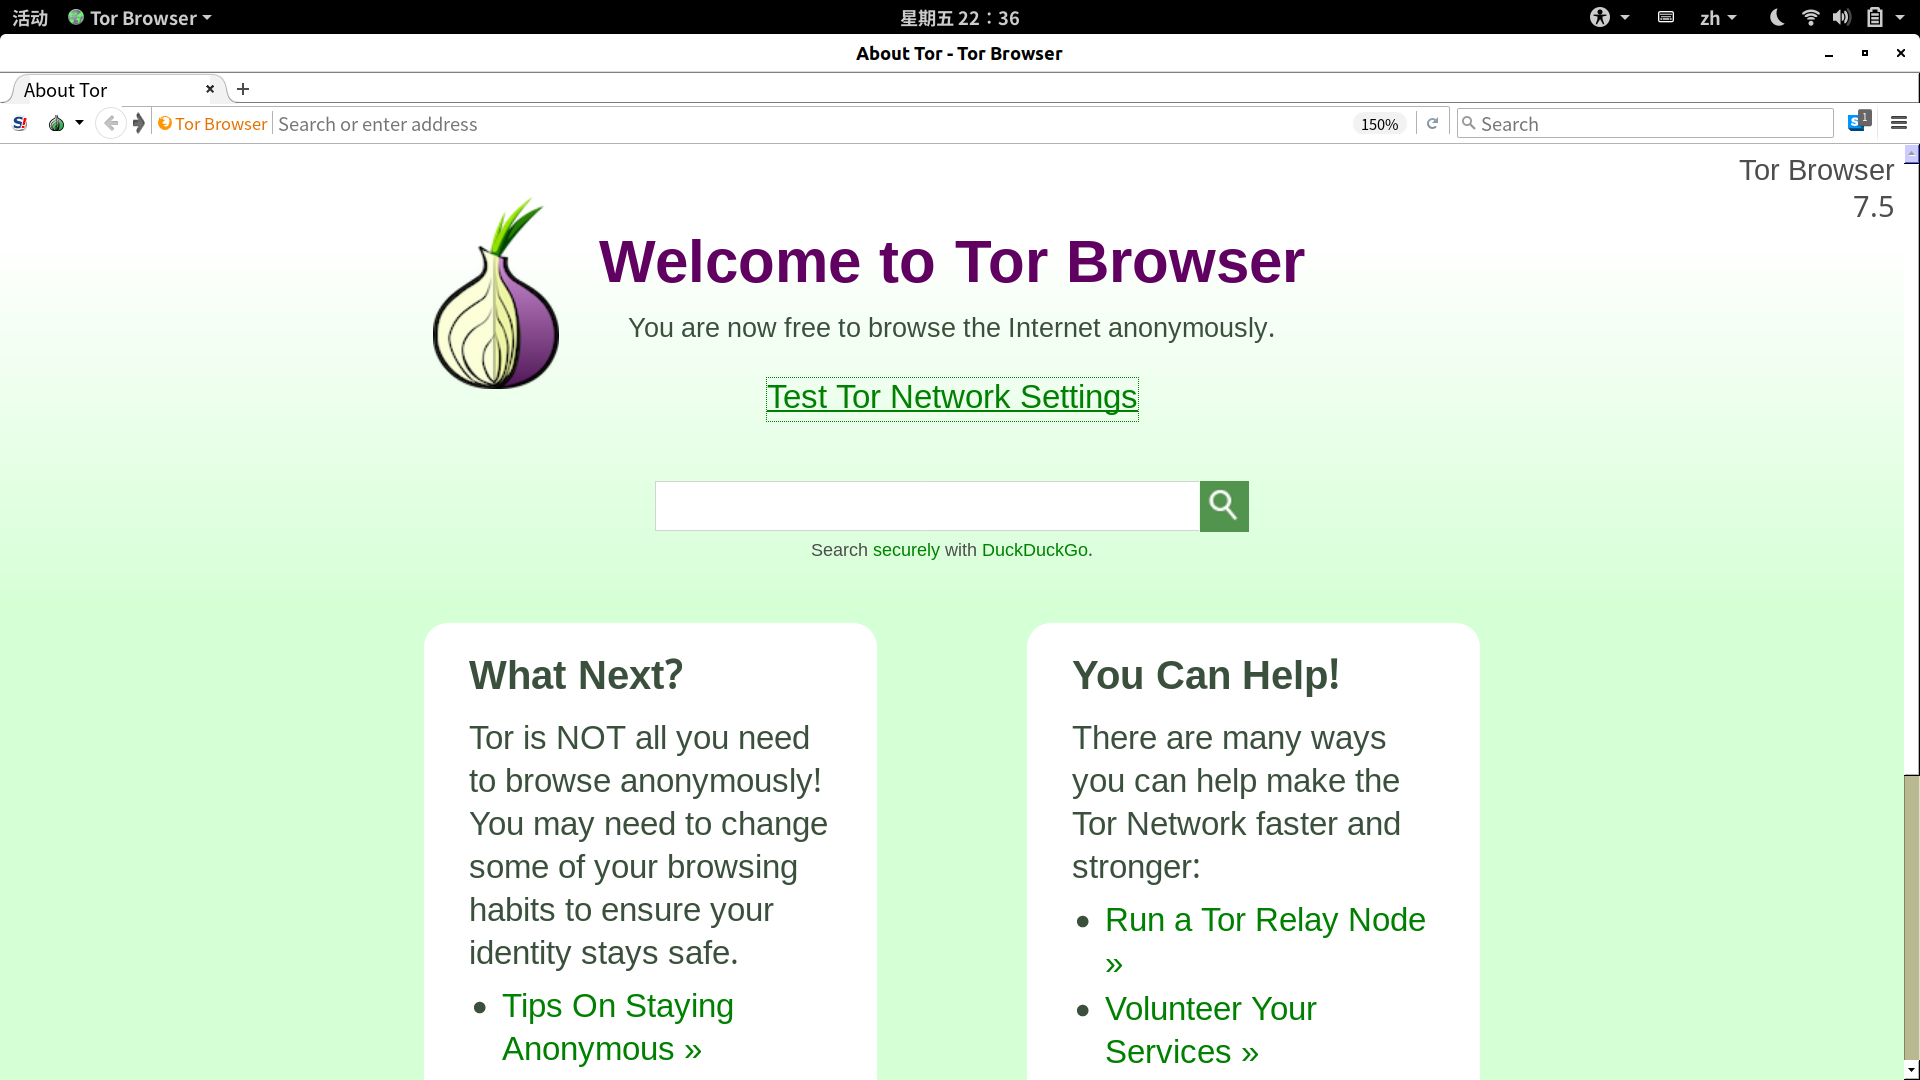 活动 Tor Browser 星期五 22：36 zh
About Tor - Tor Browser
About Tor
S! Tor Browser Search or enter address 150% Search S 1
Tor Browser
7.5
Welcome to Tor Browser
You are now free to browse the Internet anonymously.
Test Tor Network Settings
Search securely with DuckDuckGo.
What Next?
Tor is NOT all you need
to browse anonymously!
You may need to change
some of your browsing
habits to ensure your
identity stays safe.
• Tips On Staying
Anonymous »
You Can Help!
There are many ways
you can help make the
Tor Network faster and
stronger:
• Run a Tor Relay Node
»
• Volunteer Your
Services »